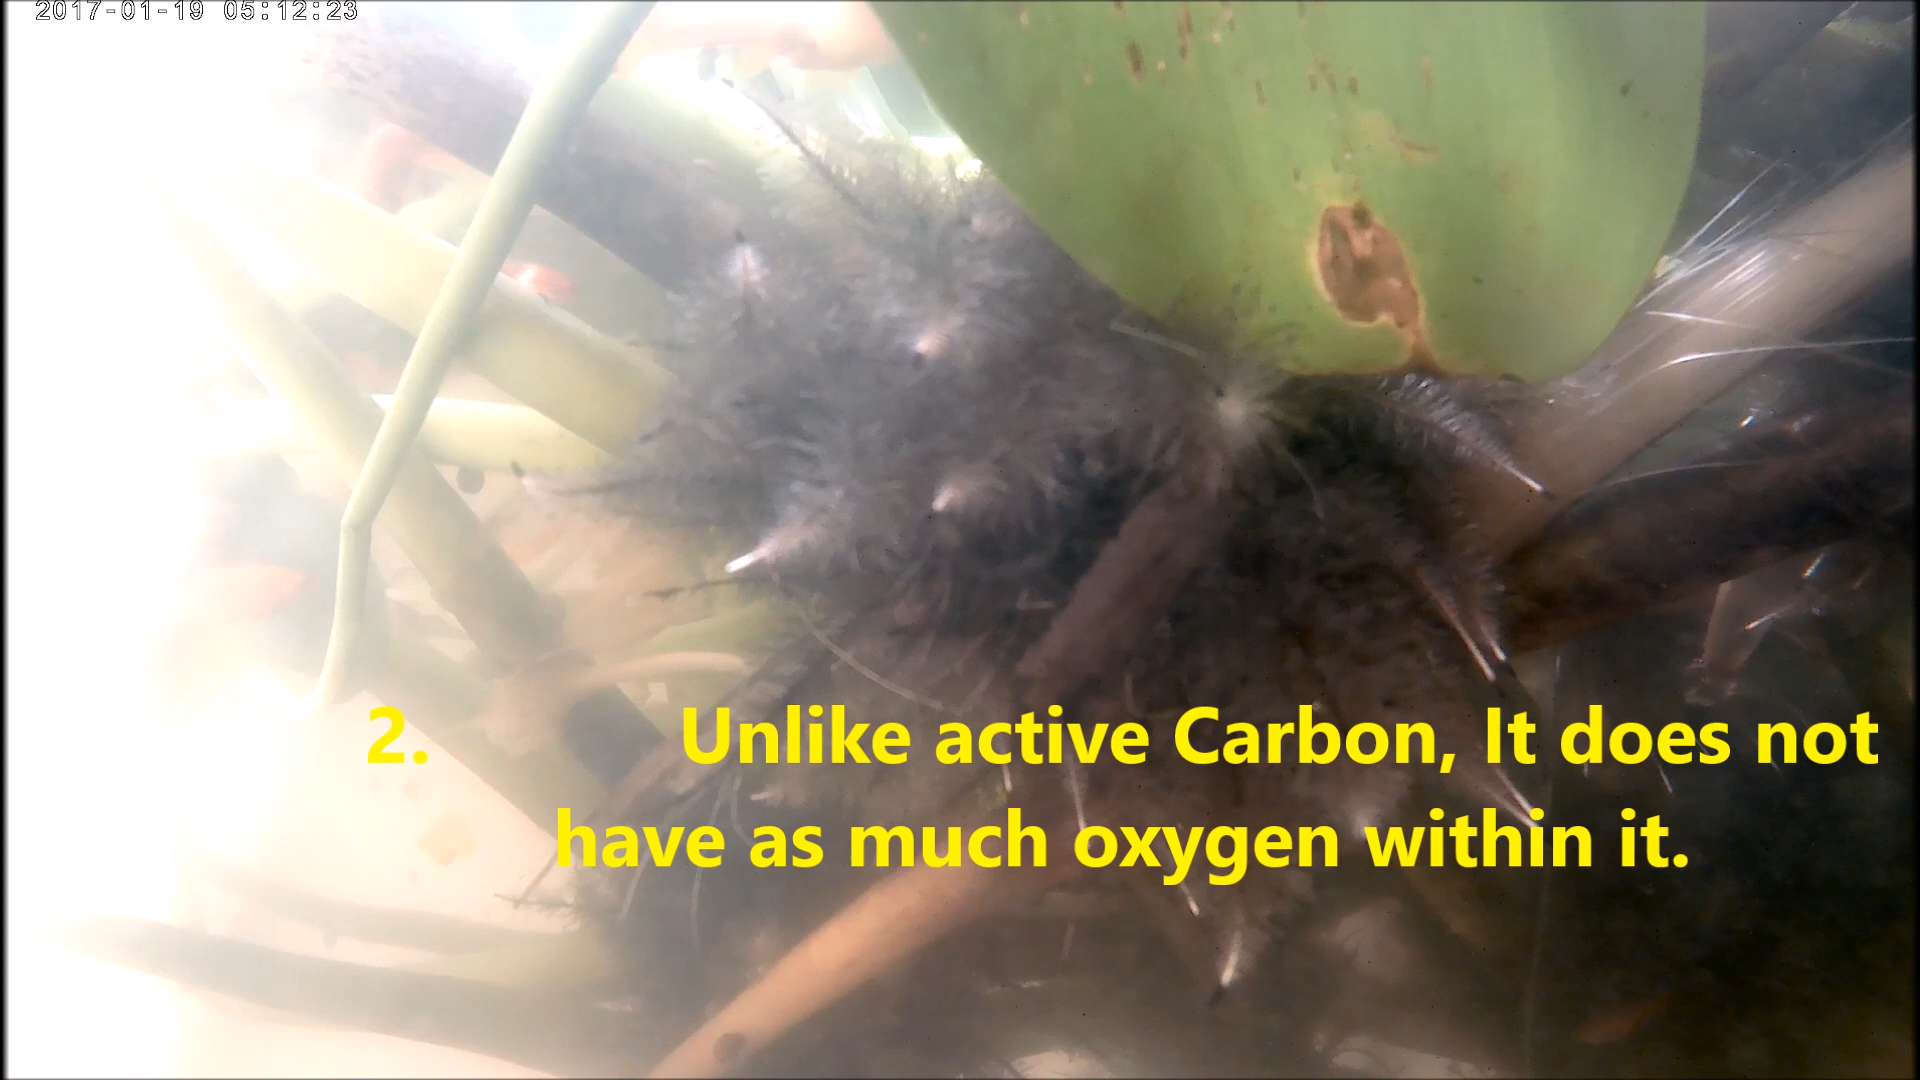 2017-01-19 05:12:23
2. Unlike active Carbon, It does not
have as much oxygen within it.